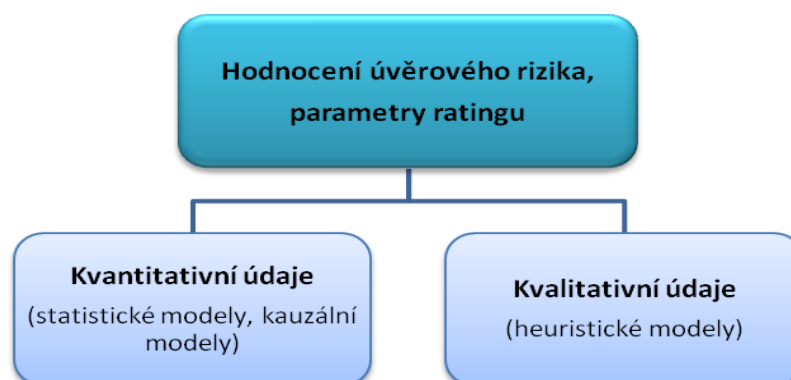 Hodnocení úvěrového rizika,
parametry ratingu
Kvantitativní údaje
(statistické modely, kauzální
modely)
Kvalitativní údaje
(heuristické modely)